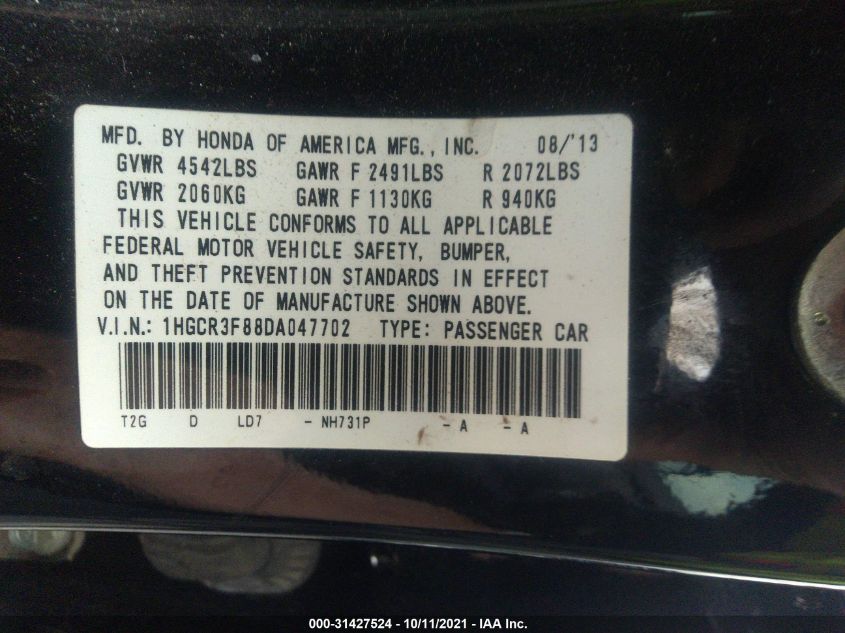 MFD. BY HONDA OF AMERICA MFG., INC. 08/'13
GVWR 4542LBS GAWR F 2491LBS R 2072LBS
GVWR 2060KG GAWR F 1130KG R 940KG
THIS VEHICLE CONFORMS TO ALL APPLICABLE
FEDERAL MOTOR VEHICLE SAFETY, BUMPER,
AND THEFT PREVENTION STANDARDS IN EFFECT
ON THE DATE OF MANUFACTURE SHOWN ABOVE.
V.I.N.: 1HGCR3F88DA047702 TYPE: PASSENGER CAR
T2G D LD7 - NH731P - A - A
000-31427524 - 10/11/2021 - IAA Inc.